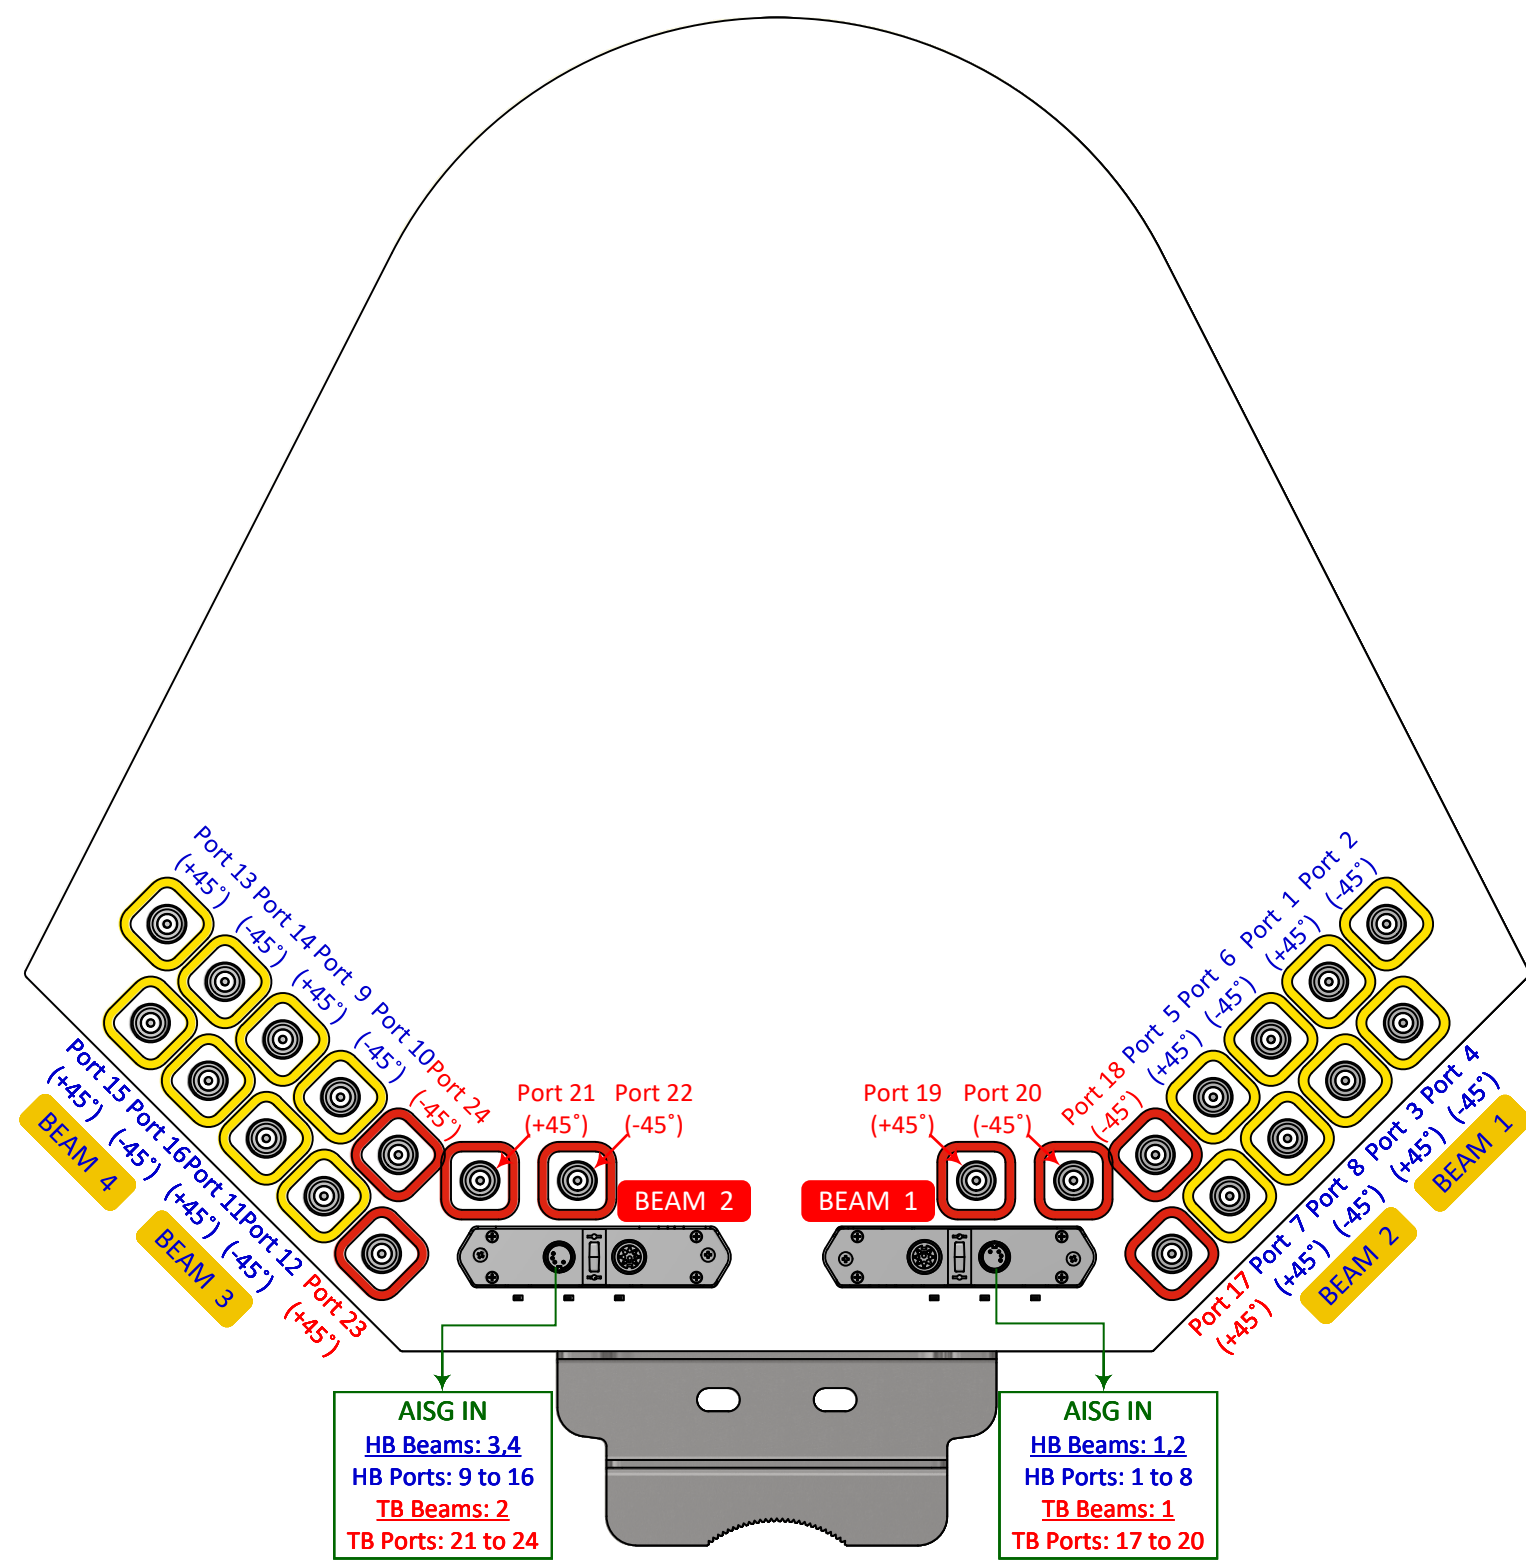 Port 13
(+45°)
Port 14
(-45°)
Port 9
(+45°)
Port 10
(-45°)
Port 24
(-45°)
Port 21
(+45°)
Port 22
(-45°)
Port 19
(+45°)
Port 20
(-45°)
Port 18
(-45°)
Port 5
(+45°)
Port 6
(-45°)
Port 1
(+45°)
Port 2
(-45°)
Port 15
(+45°)
Port 16
(-45°)
Port 11
(+45°)
Port 12
(-45°)
Port 23
(+45°)
BEAM 4
BEAM 3
BEAM 2
BEAM 1
Port 17
(+45°)
Port 7
(+45°)
Port 8
(-45°)
Port 3
(+45°)
Port 4
(-45°)
BEAM 2
BEAM 1
AISG IN
HB Beams: 3,4
HB Ports: 9 to 16
TB Beams: 2
TB Ports: 21 to 24
AISG IN
HB Beams: 1,2
HB Ports: 1 to 8
TB Beams: 1
TB Ports: 17 to 20